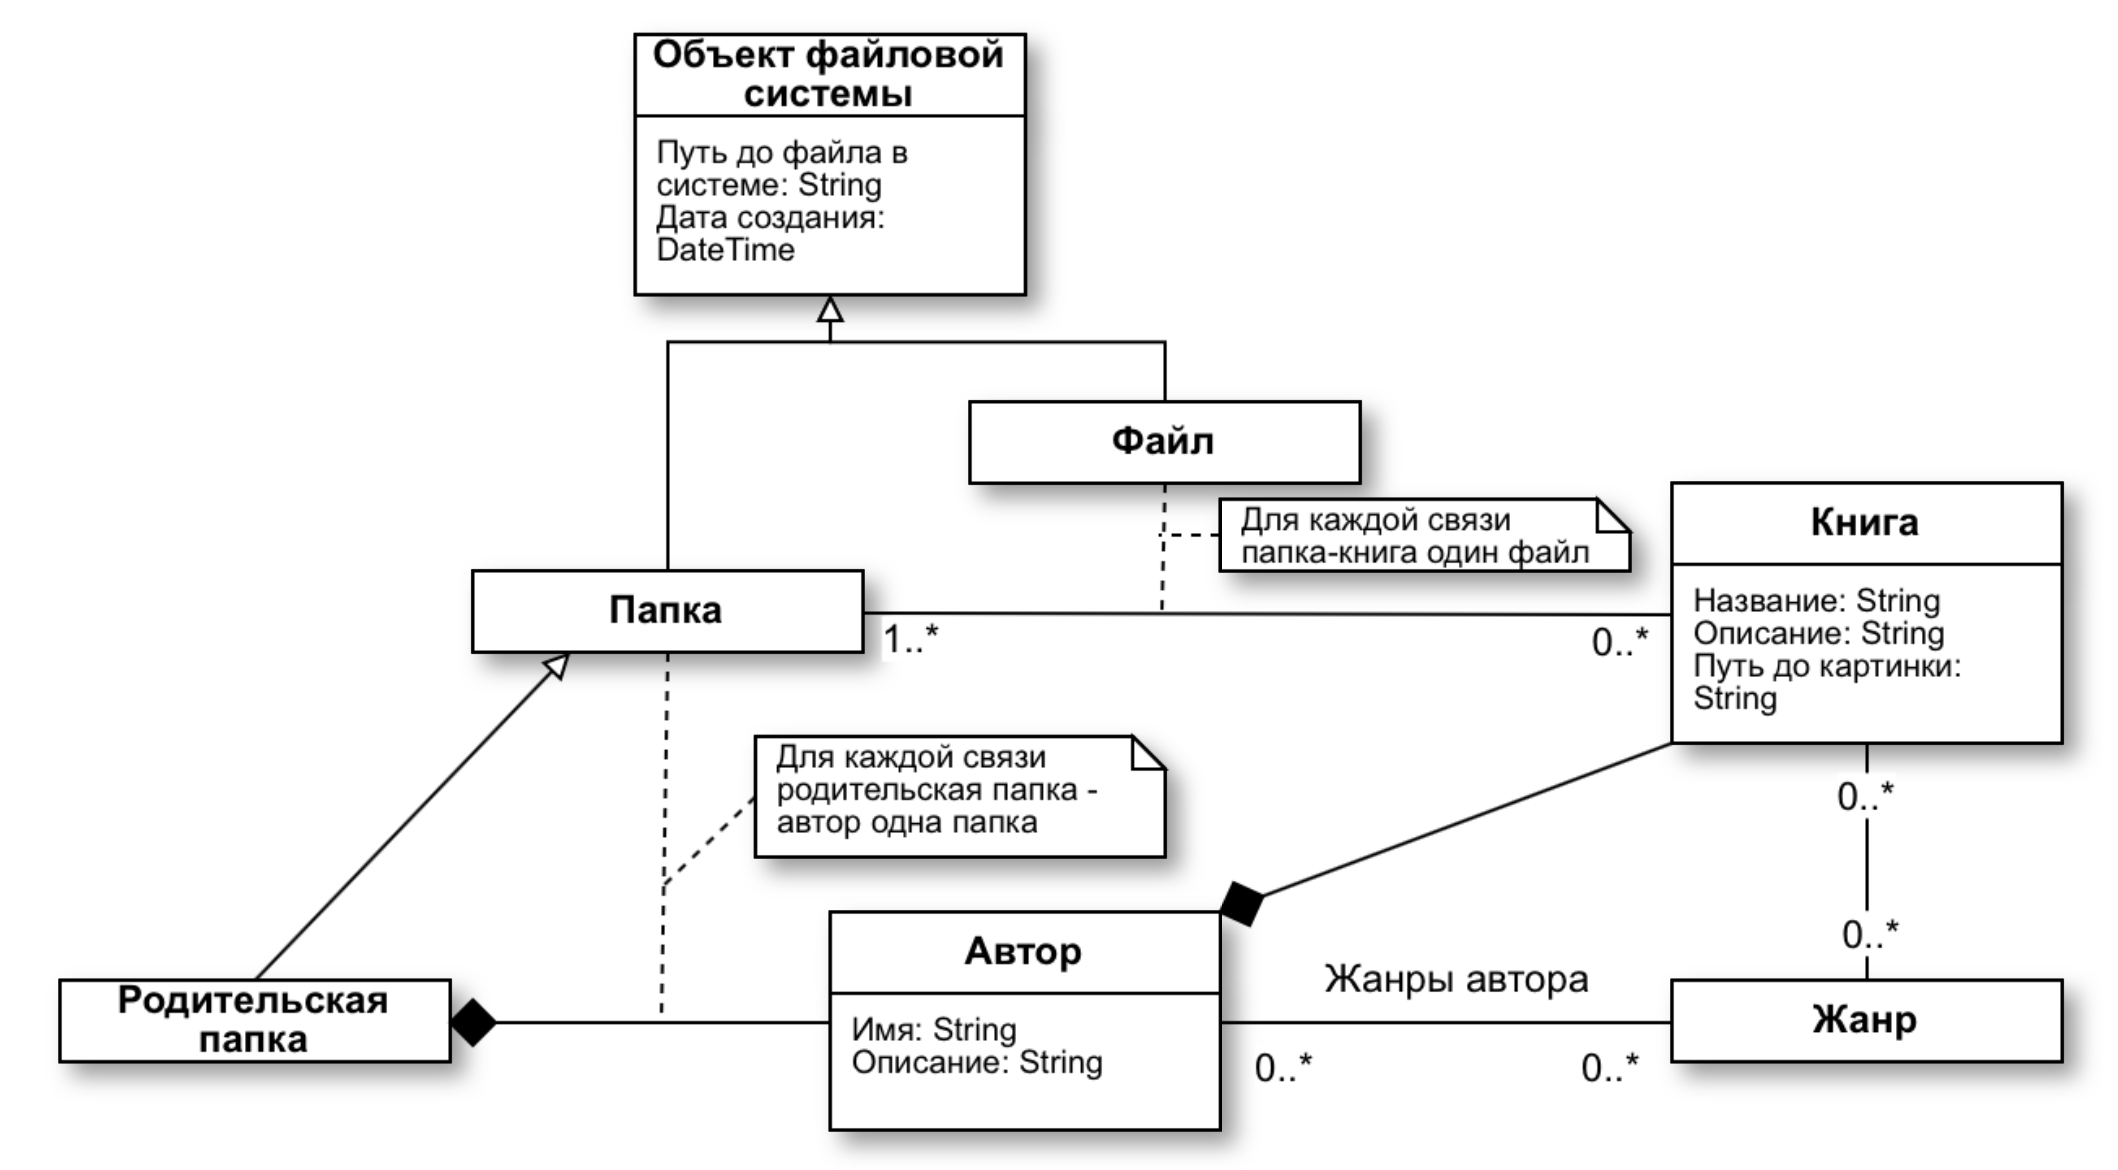 Объект файловой
системы
Путь до файла в
системе: String
Дата создания:
DateTime
Файл
Для каждой связи
папка-книга один файл
Книга
Название: String
Описание: String
Путь до картинки:
String
Папка
1..*
0..*
Для каждой связи
родительская папка -
автор одна папка
0..*
0..*
Автор
Имя: String
Описание: String
Жанры автора
0..*
0..*
Жанр
Родительская
папка